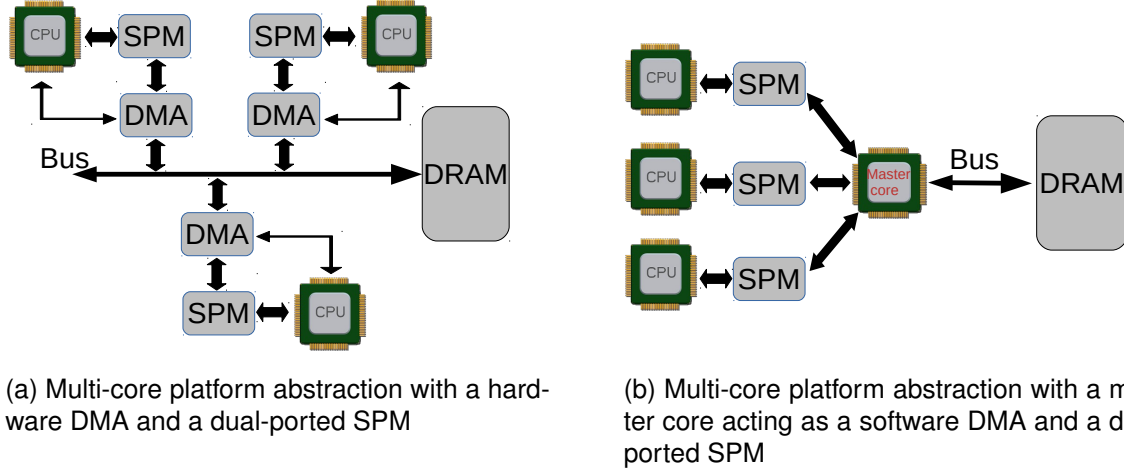 CPU
SPM
SPM
CPU
DMA
DMA
Bus
DRAM
DMA
SPM
CPU
(a) Multi-core platform abstraction with a hard-
ware DMA and a dual-ported SPM
CPU
SPM
CPU
SPM
Master
core
Bus
DRAM
CPU
SPM
(b) Multi-core platform abstraction with a
ter core acting as a software DMA and a
ported SPM